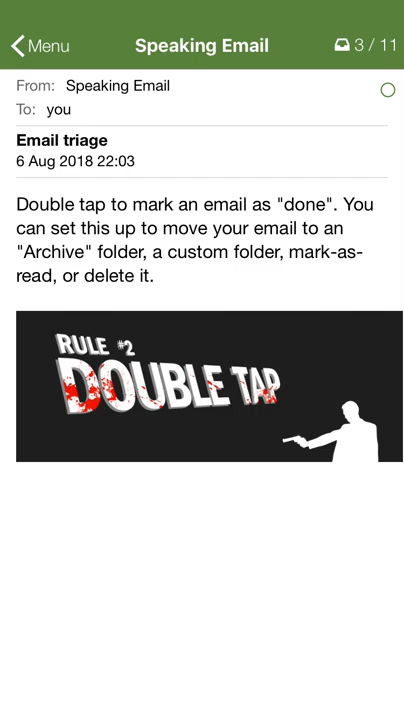 Menu
Speaking Email
3 / 11
From: Speaking Email
To: you
Email triage
6 Aug 2018 22:03
Double tap to mark an email as "done". You
can set this up to move your email to an
"Archive" folder, a custom folder, mark-as-
read, or delete it.
RULE #2
DOUBLE TAP